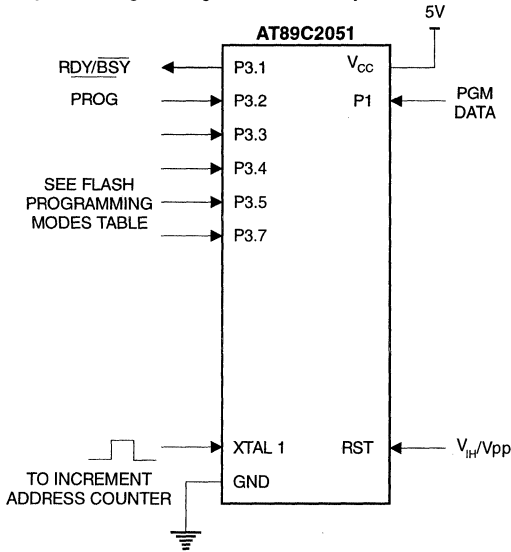 5V
AT89C2051
RDY/BSY
P3.1
VCC
PROG
P3.2
P1
PGM
DATA
P3.3
P3.4
SEE FLASH
PROGRAMMING
MODES TABLE
P3.5
P3.7
XTAL 1
RST
VIH/Vpp
TO INCREMENT
ADDRESS COUNTER
GND